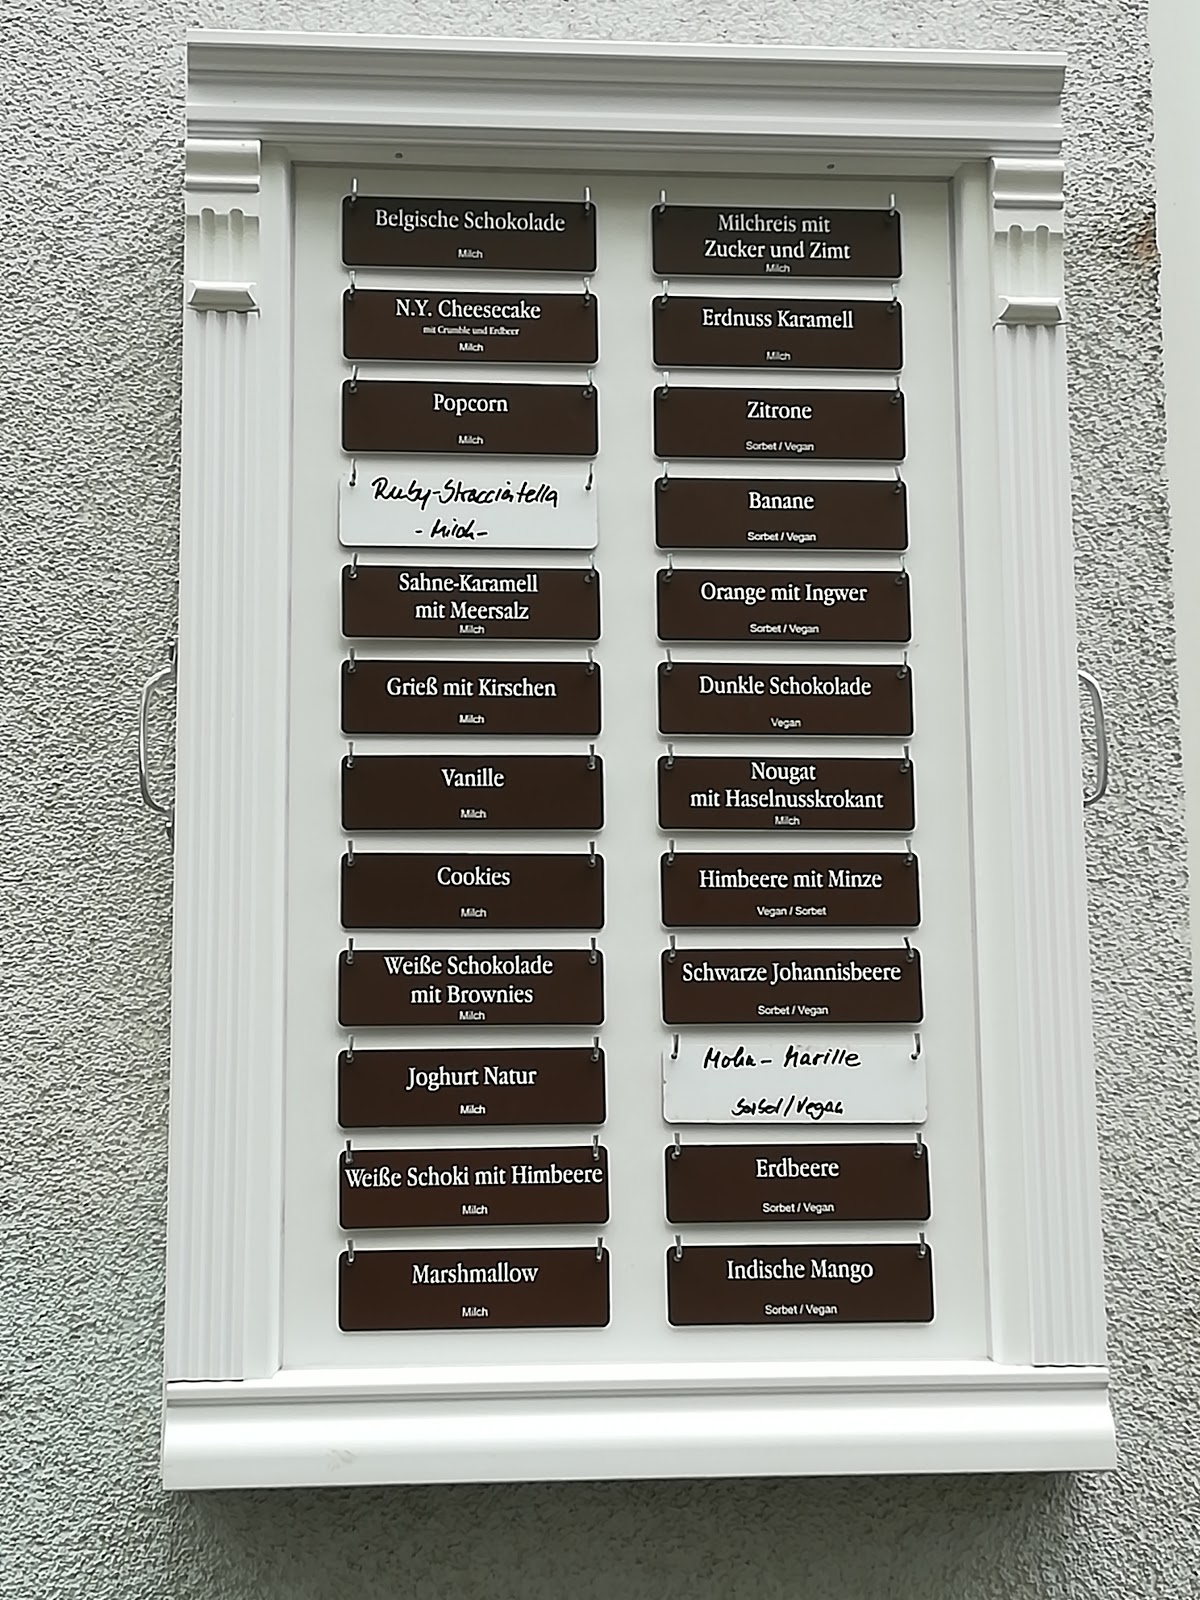 Belgische Schokolade
Milch
N.Y. Cheesecake
mit Crumble und Erdbeer
Milch
Popcorn
Milch
Ruby-Stracciatella
- Milch -
Sahne-Karamell
mit Meersalz
Milch
Grieß mit Kirschen
Milch
Vanille
Milch
Cookies
Milch
Weiße Schokolade
mit Brownies
Milch
Joghurt Natur
Milch
Weiße Schoki mit Himbeere
Milch
Marshmallow
Milch
Milchreis mit
Zucker und Zimt
Milch
Erdnuss Karamell
Milch
Zitrone
Sorbet / Vegan
Banane
Sorbet / Vegan
Orange mit Ingwer
Sorbet / Vegan
Dunkle Schokolade
Vegan
Nougat
mit Haselnusskrokant
Milch
Himbeere mit Minze
Vegan / Sorbet
Schwarze Johannisbeere
Sorbet / Vegan
Mohn - Marille
Sorbet/Vegan
Erdbeere
Sorbet / Vegan
Indische Mango
Sorbet / Vegan